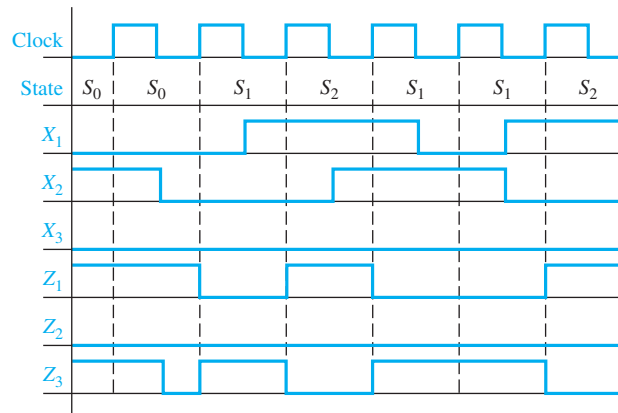 Clock
State S₀ S₀ S₁ S₂ S₁ S₁ S₂
X₁
X₂
X₃
Z₁
Z₂
Z₃